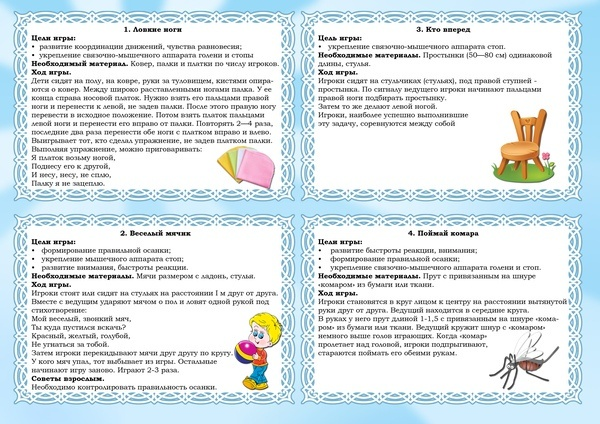 1. Ловкие ноги
Цели игры:
• развитие координации движений, чувства равновесия;
• укрепление связочно-мышечного аппарата голени и стопы
Необходимый материал. Ковер, палки и платки по числу игроков.
Ход игры.
Дети сидят на полу, на ковре, руки за туловищем, кистями опира-
ются о ковер. Между широко расставленными ногами палка. У ее
конца справа носовой платок. Нужно взять его пальцами правой
ноги и перенести к левой, не задев палки. После этого правую ногу
перевести в исходное положение. Потом взять платок пальцами
левой ноги и перенести его вправо от палки. Повторять 2—4 раза,
последние два раза перенести обе ноги с платком вправо и влево.
Выигрывает тот, кто сделал упражнение, не задев платком палки.
Выполняя упражнение, можно приговаривать:
Я платок возьму ногой,
Поднесу его к другой,
И несу, несу, не сплю,
Палку я не зацеплю.
2. Веселый мячик
Цели игры:
• формирование правильной осанки;
• укрепление мышечного аппарата стоп;
• развитие внимания, быстроты реакции.
Необходимые материалы. Мячи размером с ладонь, стулья.
Ход игры.
Игроки стоят или сидят на стульях на расстоянии I м друг от друга.
Вместе с ведущим ударяют мячом о пол и ловят одной рукой под
стихотворение:
Мой веселый, звонкий мяч,
Ты куда пустился вскачь?
Красный, желтый, голубой,
Не угнаться за тобой.
Затем игроки перекидывают мячи друг другу по кругу.
У кого мяч упал, тот выбывает из игры. Остальные
начинают игру заново. Играют 2-3 раза.
Советы взрослым.
Необходимо контролировать правильность осанки.
3. Кто вперед
Цель игры:
• укрепление связочно-мышечного аппарата стоп.
Необходимые материалы. Простынки (50—80 см) одинаковой
длины, стулья.
Ход игры.
Игроки сидят на стульчиках (стульях), под правой ступней -
простынка. По сигналу ведущего игроки начинают пальцами
правой ноги подбирать простынку.
Затем то же делают левой ногой.
Игроки, наиболее успешно выполнившие
эту задачу, соревнуются между собой
4. Поймай комара
Цели игры:
• развитие быстроты реакции, внимания;
• формирование правильной осанки;
• укрепление связочно-мышечного аппарата голени и стоп.
Необходимые материалы. Прут с привязанным на шнуре
«комаром» из бумаги или ткани.
Ход игры.
Игроки становятся в круг лицом к центру на расстоянии вытянутой
руки друг от друга. Ведущий находится в середине круга.
В руках у него прут длиной 1-1,5 с привязанным на шнуре «кома-
ром» из бумаги или ткани. Ведущий кружит шнур с «комаром»
немного выше голов играющих. Когда «комар»
пролетает над головой, игроки подпрыгивают,
стараются поймать его обеими руками.